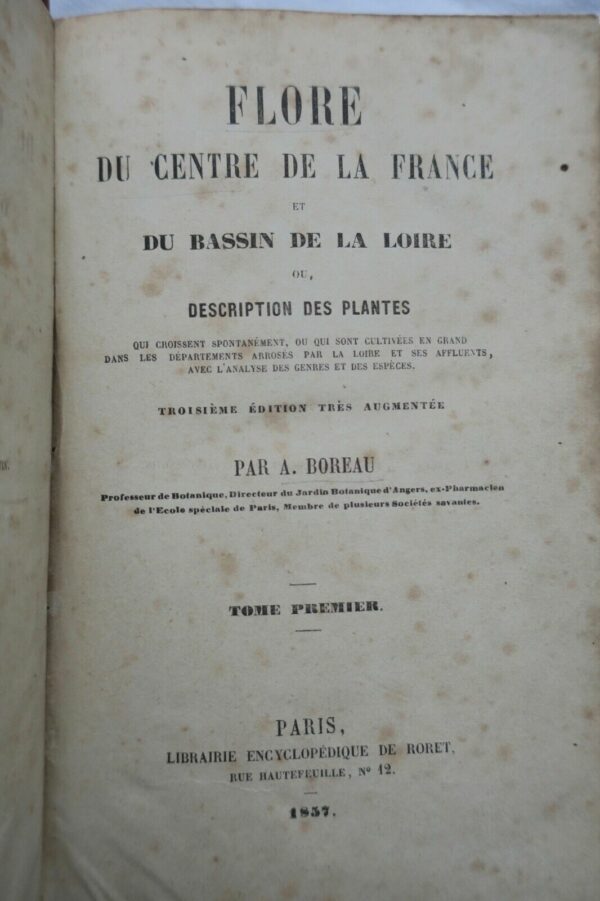 FLORE
DU CENTRE DE LA FRANCE
ET
DU BASSIN DE LA LOIRE
OU,
DESCRIPTION DES PLANTES
QUI CROISSENT SPONTANÉMENT, OU QUI SONT CULTIVÉES EN GRAND
DANS LES DÉPARTEMENTS ARROSÉS PAR LA LOIRE ET SES AFFLUENTS,
AVEC L'ANALYSE DES GENRES ET DES ESPÈCES.
TROISIÈME ÉDITION TRÈS AUGMENTÉE
PAR A. BOREAU
Professeur de Botanique, Directeur du Jardin Botanique d'Angers, ex-Pharmacien
de l'Ecole spéciale de Paris, Membre de plusieurs Sociétés savantes.
TOME PREMIER.
PARIS,
LIBRAIRIE ENCYCLOPÉDIQUE DE RORET,
RUE HAUTEFEUILLE, Nº 12.
1857.